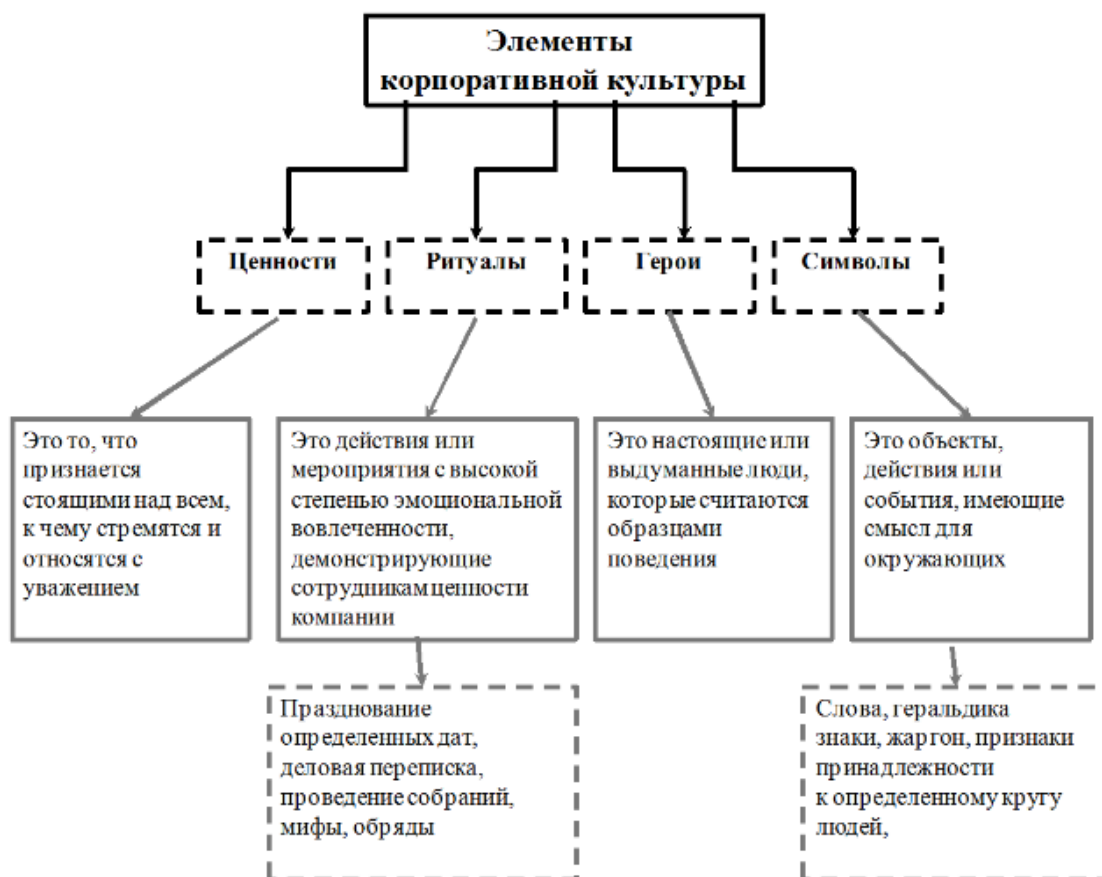 Элементы
корпоративной культуры
Ценности
Ритуалы
Герои
Символы
Это то, что
признается
стоящими над всем,
к чему стремятся и
относятся с
уважением
Это действия или
мероприятия с высокой
степенью эмоциональной
вовлеченности,
демонстрирующие
сотрудникам ценности
компании
Это настоящие или
выдуманные люди,
которые считаются
образцами
поведения
Это объекты,
действия или
события, имеющие
смысл для
окружающих
Празднование
определенных дат,
деловая переписка,
проведение собраний,
мифы, обряды
Слова, геральдика
знаки, жаргон, признаки
принадлежности
к определенному кругу
людей,